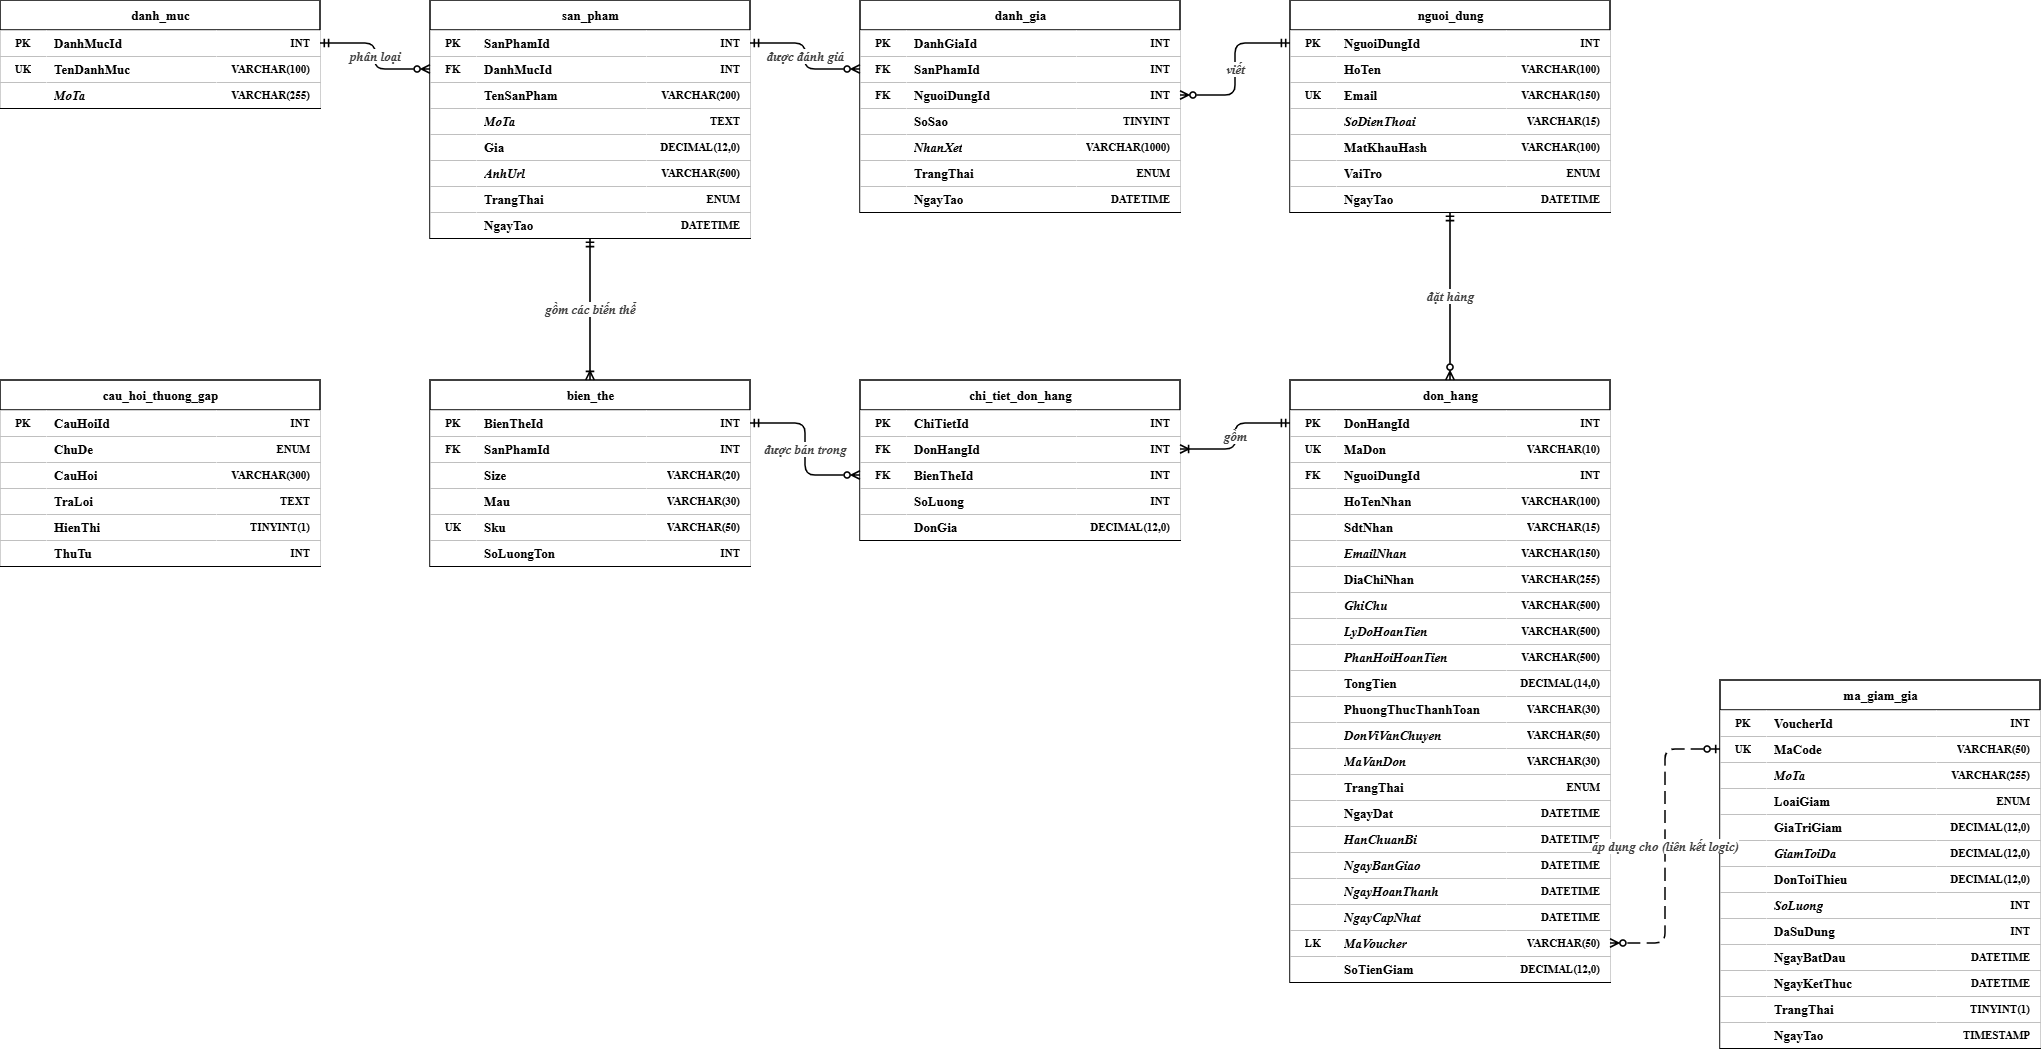 danh_muc
PK DanhMucId INT
UK TenDanhMuc VARCHAR(100)
MoTa VARCHAR(255)
phân loại
san_pham
PK SanPhamId INT
FK DanhMucId INT
TenSanPham VARCHAR(200)
MoTa TEXT
Gia DECIMAL(12,0)
AnhUrl VARCHAR(500)
TrangThai ENUM
NgayTao DATETIME
được đánh giá
danh_gia
PK DanhGiaId INT
FK SanPhamId INT
FK NguoiDungId INT
SoSao TINYINT
NhanXet VARCHAR(1000)
TrangThai ENUM
NgayTao DATETIME
viết
nguoi_dung
PK NguoiDungId INT
HoTen VARCHAR(100)
UK Email VARCHAR(150)
SoDienThoai VARCHAR(15)
MatKhauHash VARCHAR(100)
VaiTro ENUM
NgayTao DATETIME
gồm các biến thể
đặt hàng
cau_hoi_thuong_gap
PK CauHoiId INT
ChuDe ENUM
CauHoi VARCHAR(300)
TraLoi TEXT
HienThi TINYINT(1)
ThuTu INT
bien_the
PK BienTheId INT
FK SanPhamId INT
Size VARCHAR(20)
Mau VARCHAR(30)
UK Sku VARCHAR(50)
SoLuongTon INT
được bán trong
chi_tiet_don_hang
PK ChiTietId INT
FK DonHangId INT
FK BienTheId INT
SoLuong INT
DonGia DECIMAL(12,0)
gồm
don_hang
PK DonHangId INT
UK MaDon VARCHAR(10)
FK NguoiDungId INT
HoTenNhan VARCHAR(100)
SdtNhan VARCHAR(15)
EmailNhan VARCHAR(150)
DiaChiNhan VARCHAR(255)
GhiChu VARCHAR(500)
LyDoHoanTien VARCHAR(500)
PhanHoiHoanTien VARCHAR(500)
TongTien DECIMAL(14,0)
PhuongThucThanhToan VARCHAR(30)
DonViVanChuyen VARCHAR(50)
MaVanDon VARCHAR(30)
TrangThai ENUM
NgayDat DATETIME
HanChuanBi DATETIME
NgayBanGiao DATETIME
NgayHoanThanh DATETIME
NgayCapNhat DATETIME
LK MaVoucher VARCHAR(50)
SoTienGiam DECIMAL(12,0)
áp dụng cho (liên kết logic)
ma_giam_gia
PK VoucherId INT
UK MaCode VARCHAR(50)
MoTa VARCHAR(255)
LoaiGiam ENUM
GiaTriGiam DECIMAL(12,0)
GiamToiDa DECIMAL(12,0)
DonToiThieu DECIMAL(12,0)
SoLuong INT
DaSuDung INT
NgayBatDau DATETIME
NgayKetThuc DATETIME
TrangThai TINYINT(1)
NgayTao TIMESTAMP